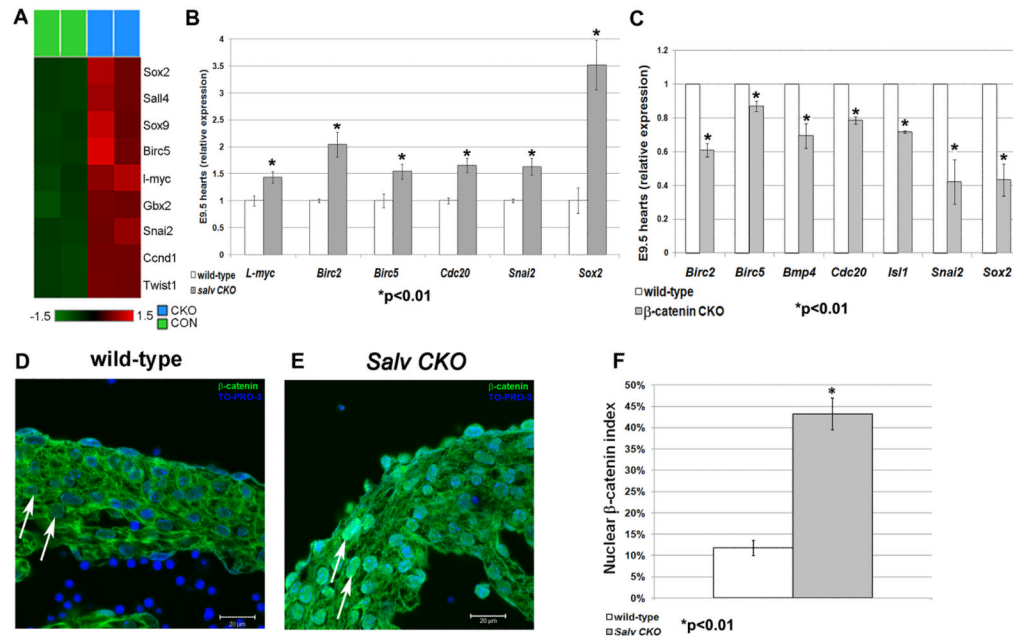 A
Sox2
Sall4
Sox9
Birc5
l-myc
Gbx2
Snai2
Ccnd1
Twist1
-1.5
1.5
CKO
CON
B
E9.5 hearts (relative expression)
4
3.5
3
2.5
2
1.5
1
0.5
0
*
*
*
*
*
*
L-myc
Birc2
Birc5
Cdc20
Snai2
Sox2
wild-type
salv CKO
*p<0.01
C
E9.5 hearts (relative expression)
1.2
1
0.8
0.6
0.4
0.2
0
*
*
*
*
*
*
*
Birc2
Birc5
Bmp4
Cdc20
Isl1
Snai2
Sox2
wild-type
β-catenin CKO
*p<0.01
D
wild-type
β-catenin
TO-PRO-3
20 µm
E
Salv CKO
β-catenin
TO-PRO-3
20 µm
F
Nuclear β-catenin index
50%
45%
40%
35%
30%
25%
20%
15%
10%
5%
0%
*
wild-type
Salv CKO
*p<0.01